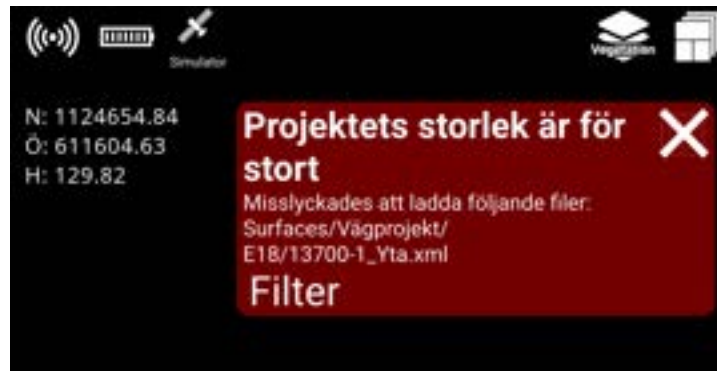 Simulator
Vegetation
N: 1124654.84
Ö: 611604.63
H: 129.82
Projektets storlek är för
stort
Misslyckades att ladda följande filer:
Surfaces/Vägprojekt/
E18/13700-1_Yta.xml
Filter